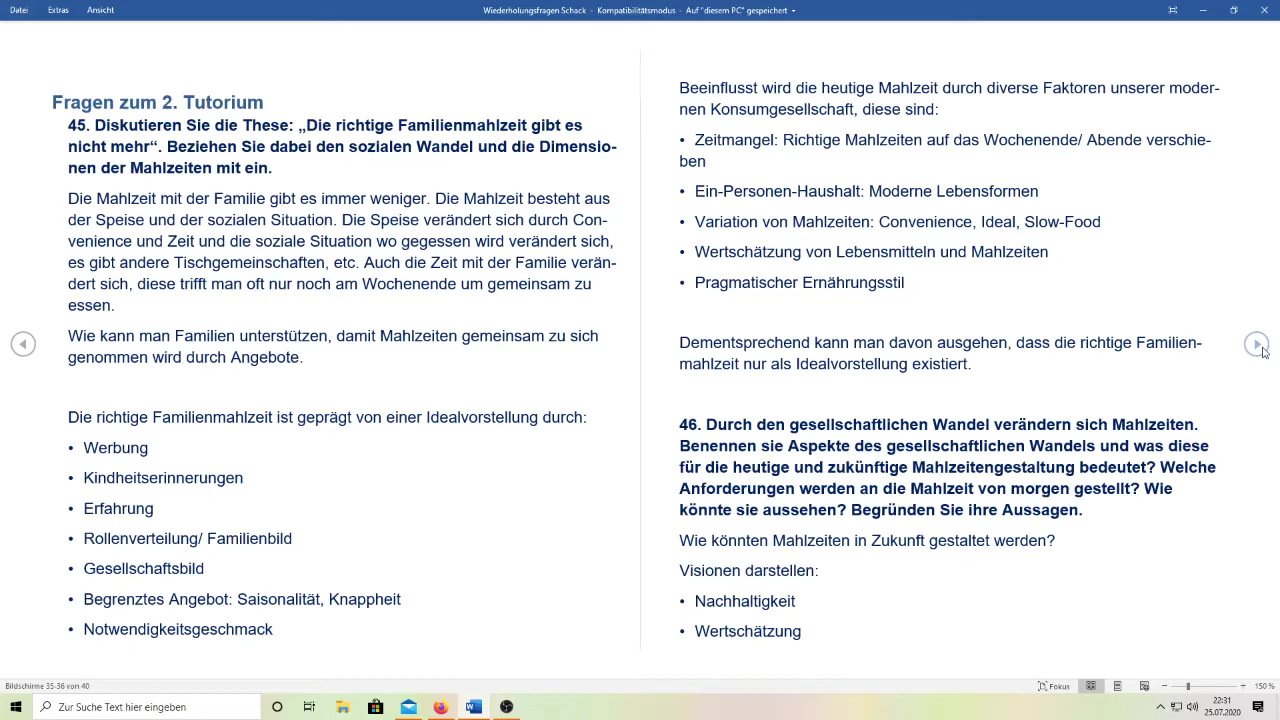 Datei Extras Ansicht
Wiederholungsfragen Schack - Kompatibilitätsmodus - Auf "diesem PC" gespeichert
Fragen zum 2. Tutorium
45. Diskutieren Sie die These: „Die richtige Familienmahlzeit gibt es
nicht mehr“. Beziehen Sie dabei den sozialen Wandel und die Dimensio-
nen der Mahlzeiten mit ein.
Die Mahlzeit mit der Familie gibt es immer weniger. Die Mahlzeit besteht aus
der Speise und der sozialen Situation. Die Speise verändert sich durch Con-
venience und Zeit und die soziale Situation wo gegessen wird verändert sich,
es gibt andere Tischgemeinschaften, etc. Auch die Zeit mit der Familie verän-
dert sich, diese trifft man oft nur noch am Wochenende um gemeinsam zu
essen.
Wie kann man Familien unterstützen, damit Mahlzeiten gemeinsam zu sich
genommen wird durch Angebote.
Die richtige Familienmahlzeit ist geprägt von einer Idealvorstellung durch:
• Werbung
• Kindheitserinnerungen
• Erfahrung
• Rollenverteilung/ Familienbild
• Gesellschaftsbild
• Begrenztes Angebot: Saisonalität, Knappheit
• Notwendigkeitsgeschmack
Beeinflusst wird die heutige Mahlzeit durch diverse Faktoren unserer moder-
nen Konsumgesellschaft, diese sind:
• Zeitmangel: Richtige Mahlzeiten auf das Wochenende/ Abende verschie-
ben
• Ein-Personen-Haushalt: Moderne Lebensformen
• Variation von Mahlzeiten: Convenience, Ideal, Slow-Food
• Wertschätzung von Lebensmitteln und Mahlzeiten
• Pragmatischer Ernährungsstil
Dementsprechend kann man davon ausgehen, dass die richtige Familien-
mahlzeit nur als Idealvorstellung existiert.
46. Durch den gesellschaftlichen Wandel verändern sich Mahlzeiten.
Benennen sie Aspekte des gesellschaftlichen Wandels und was diese
für die heutige und zukünftige Mahlzeitengestaltung bedeutet? Welche
Anforderungen werden an die Mahlzeit von morgen gestellt? Wie
könnte sie aussehen? Begründen Sie ihre Aussagen.
Wie könnten Mahlzeiten in Zukunft gestaltet werden?
Visionen darstellen:
• Nachhaltigkeit
• Wertschätzung
Bildschirme 35-36 von 40
Fokus
150 %
Zur Suche Text hier eingeben
22:31
25.07.2020